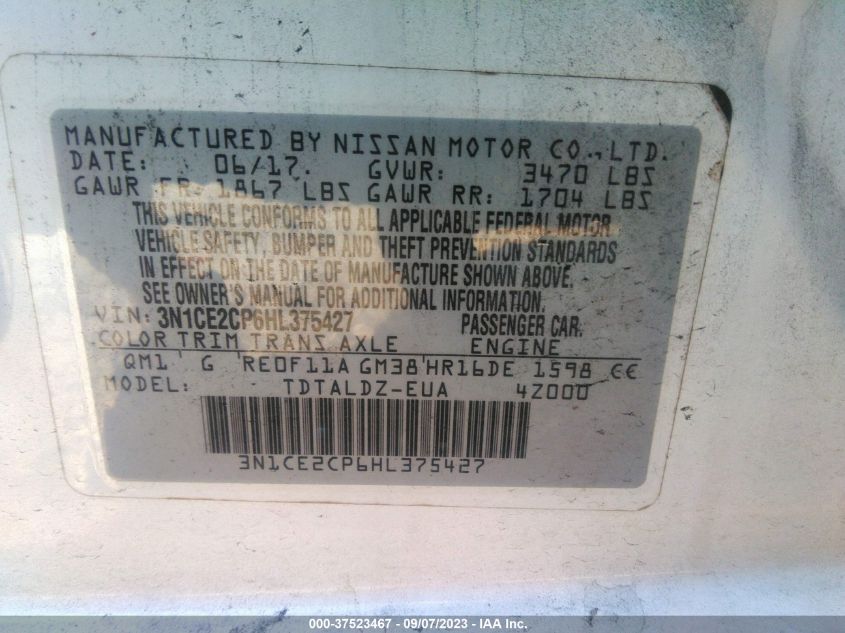 MANUFACTURED BY NISSAN MOTOR CO., LTD.
DATE: 06/17. GVWR: 3470 LBS
GAWR FR: 1867 LBS GAWR RR: 1704 LBS
THIS VEHICLE CONFORMS TO ALL APPLICABLE FEDERAL MOTOR
VEHICLE SAFETY, BUMPER AND THEFT PREVENTION STANDARDS
IN EFFECT ON THE DATE OF MANUFACTURE SHOWN ABOVE.
SEE OWNER'S MANUAL FOR ADDITIONAL INFORMATION.
VIN: 3N1CE2CP6HL375427 PASSENGER CAR.
COLOR TRIM TRANS AXLE ENGINE
QM1 G RE0F11A GM38 HR16DE 1598 CC
MODEL: TDTALDZ-EUA 4Z000
3N1CE2CP6HL375427
000-37523467 - 09/07/2023 - IAA Inc.